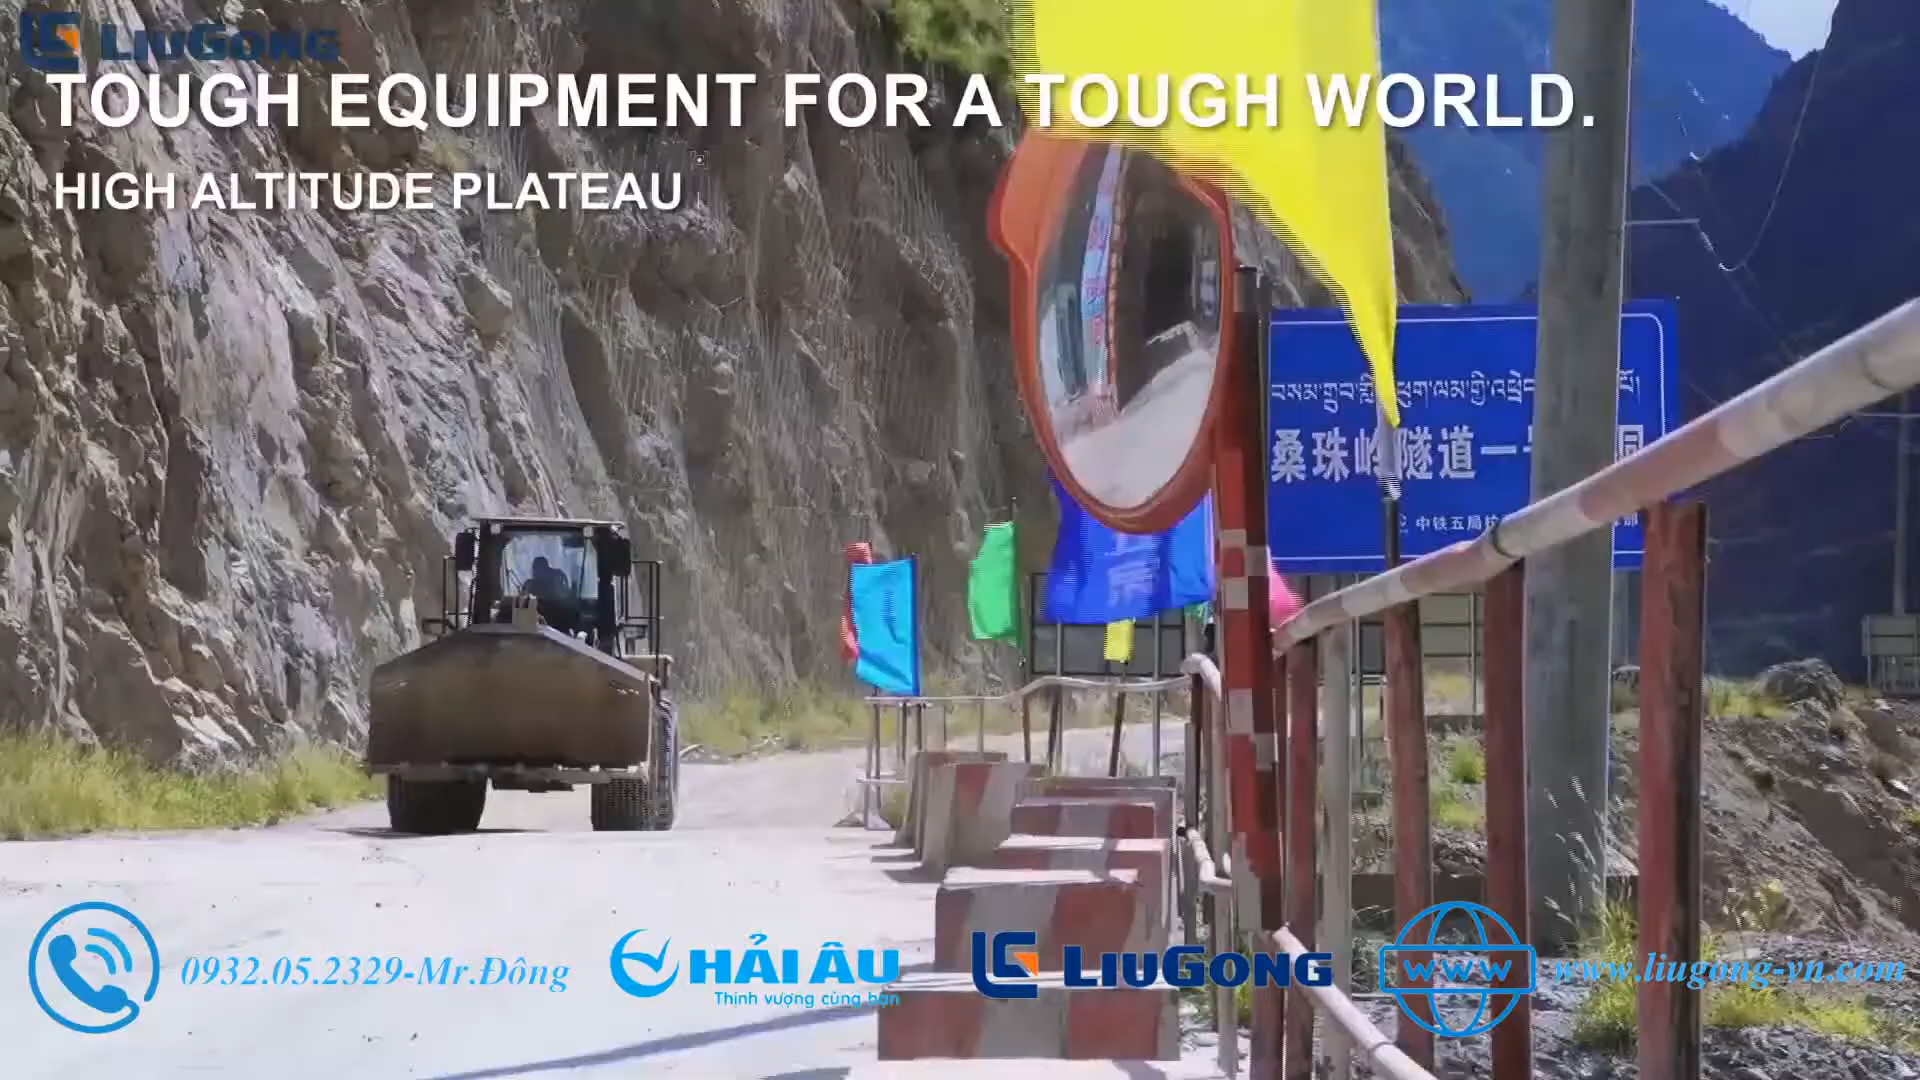 LIUGONG
TOUGH EQUIPMENT FOR A TOUGH WORLD.
HIGH ALTITUDE PLATEAU
桑珠岭隧道一
中铁五局
0932.05.2329-Mr.Đông
HẢI ÂU
Thịnh vượng cùng bạn
LIUGONG
WWW
www.liugong-vn.com